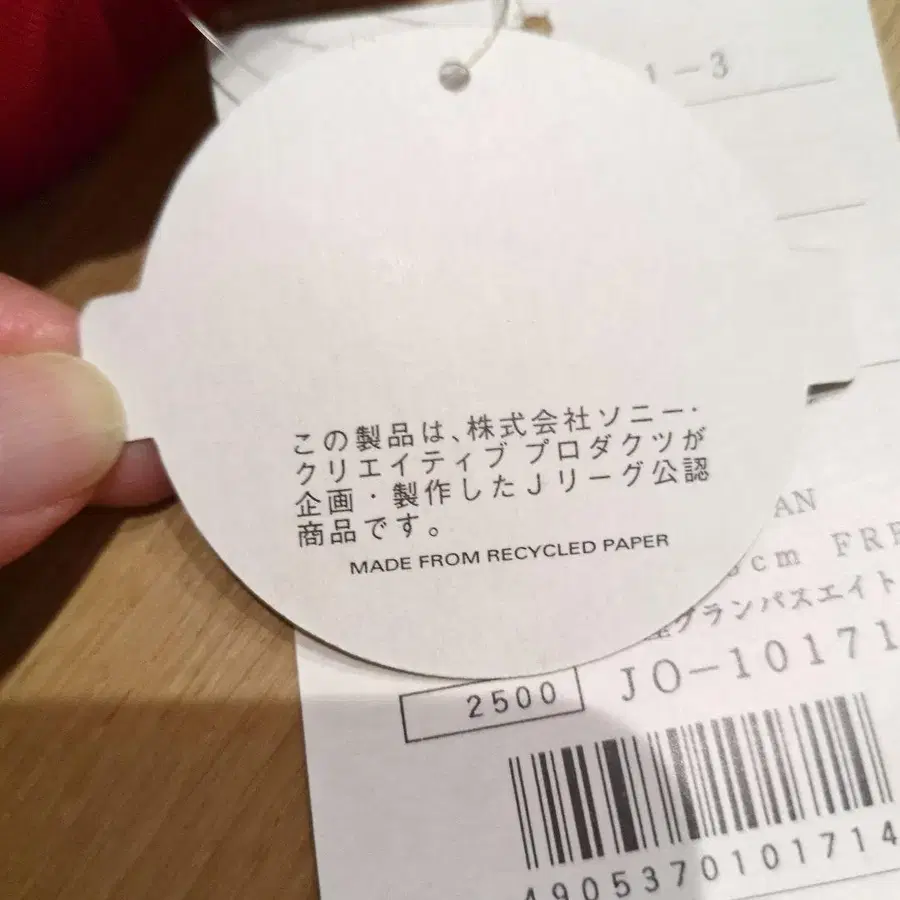 1-3
この製品は、株式会社ソニー・
クリエイティブ プロダクツが
企画・製作したJリーグ公認
商品です。
MADE FROM RECYCLED PAPER
AN
cm FRE
グランパスエイト
2500
JO-10171
4905370101714